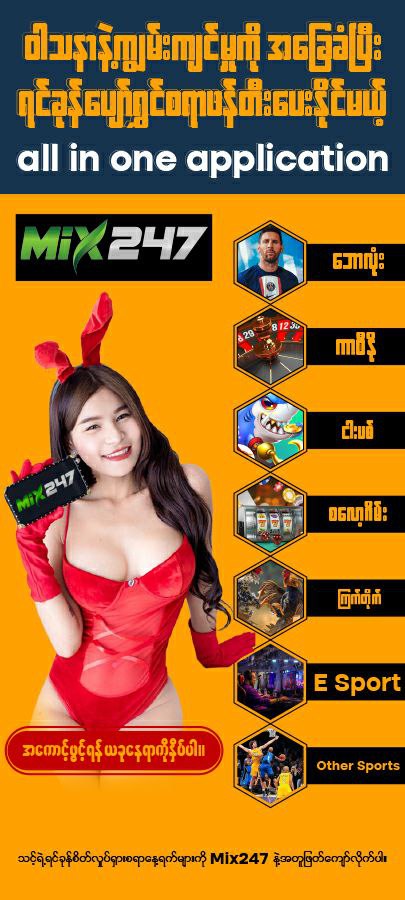 ဝါသနာနဲ့ကျွမ်းကျင်မှုကို အခြေခံပြီး
ရင်ခုန်ပျော်ရွှင်စရာဖန်တီးပေးနိုင်မယ့်
all in one application
MiX247
ဘောလုံး
ကာစီနို
MiX247
ငါးပစ်
စလော့ဂိမ်း
ကြက်တိုက်
E Sport
အကောင့်ဖွင့်ရန် ယခုနေရာကိုနှိပ်ပါ။
Other Sports
သင့်ရဲ့ရင်ခုန်စိတ်လှုပ်ရှားစရာနေ့ရက်များကို Mix247 နဲ့အတူဖြတ်ကျော်လိုက်ပါ။